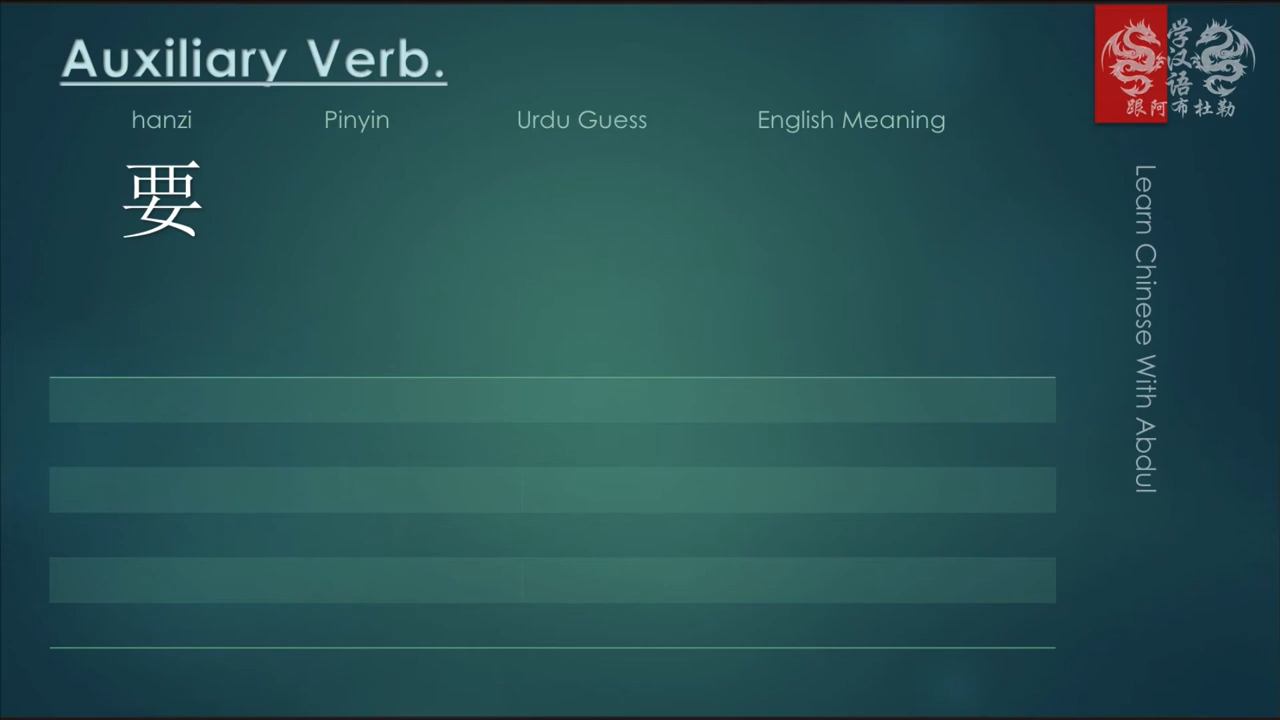 Auxiliary Verb.
hanzi Pinyin Urdu Guess English Meaning
要
学汉语
跟阿布杜勒
Learn Chinese With Abdul